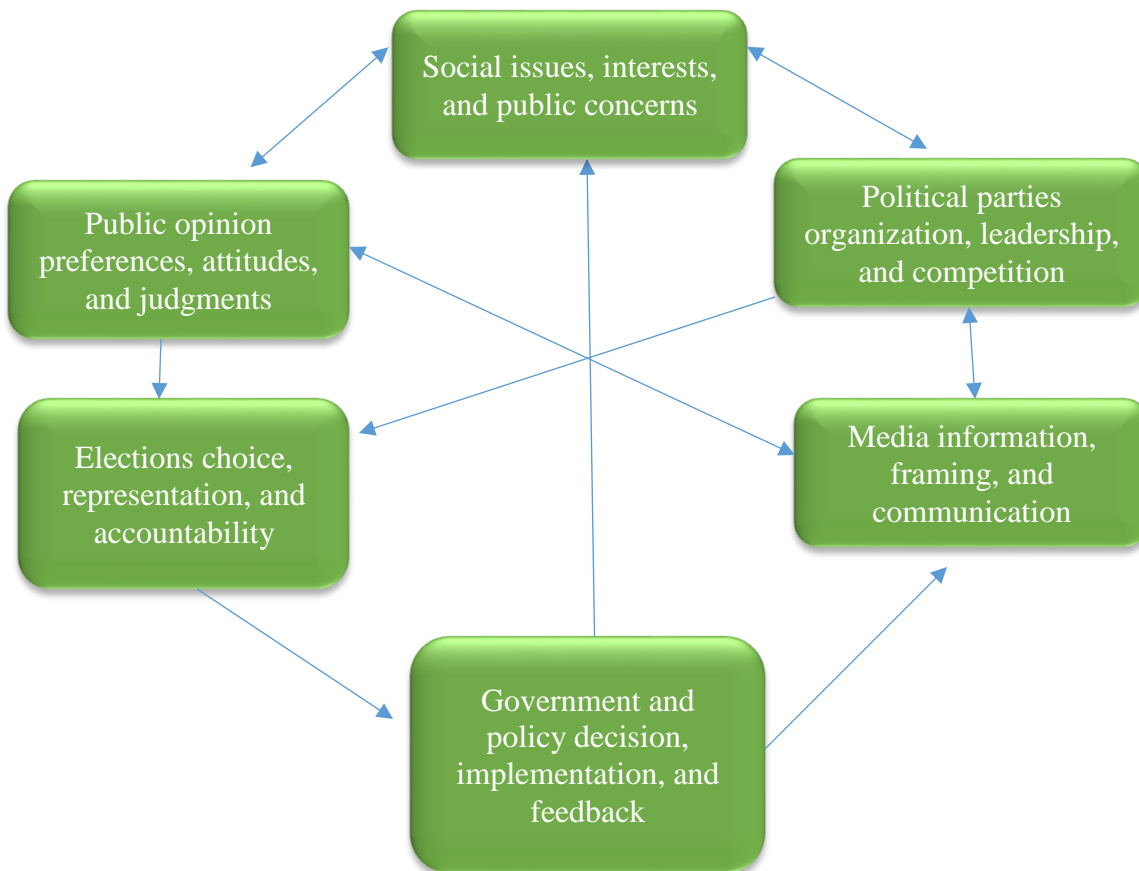 Social issues, interests,
and public concerns
Public opinion
preferences, attitudes,
and judgments
Political parties
organization, leadership,
and competition
Elections choice,
representation, and
accountability
Media information,
framing, and
communication
Government and
policy decision,
implementation, and
feedback